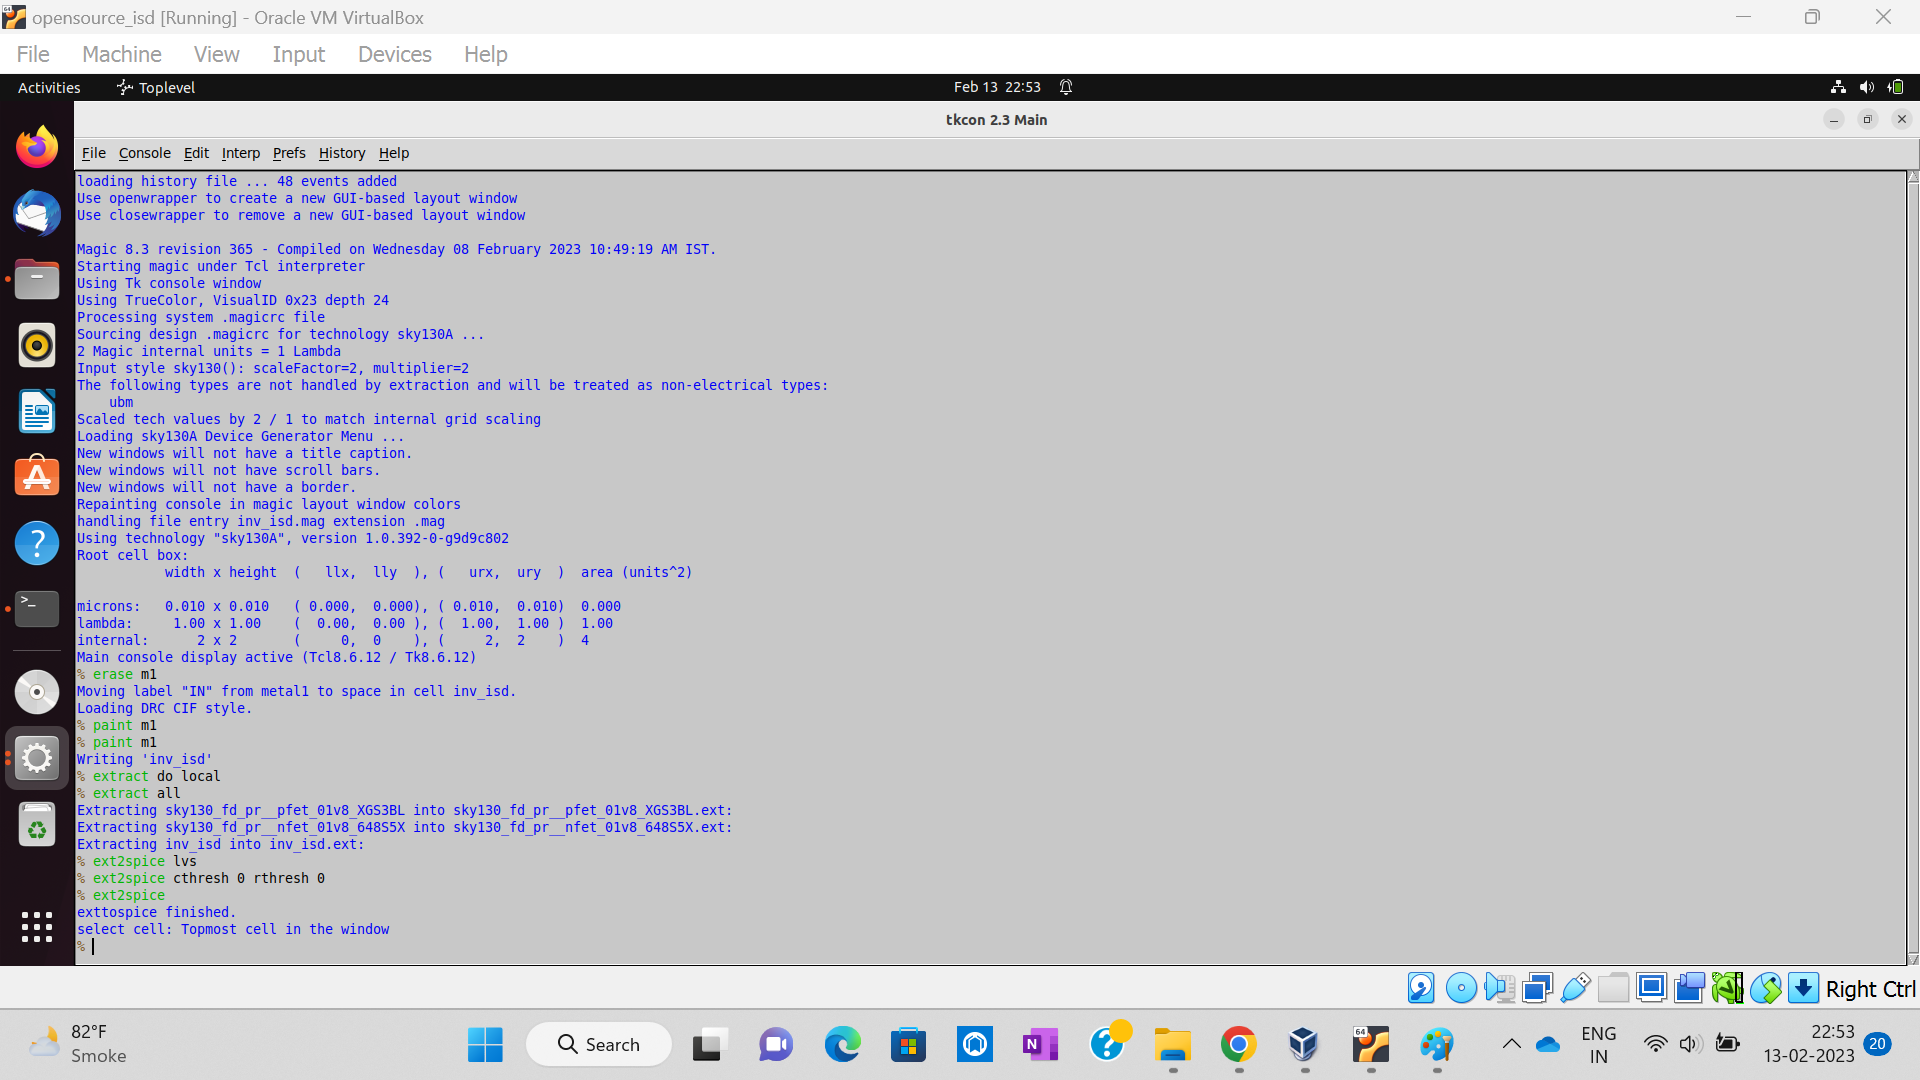 opensource_isd [Running] - Oracle VM VirtualBox
File Machine View Input Devices Help
Activities Toplevel Feb 13 22:53
tkcon 2.3 Main
File Console Edit Interp Prefs History Help
loading history file ... 48 events added
Use openwrapper to create a new GUI-based layout window
Use closewrapper to remove a new GUI-based layout window
Magic 8.3 revision 365 - Compiled on Wednesday 08 February 2023 10:49:19 AM IST.
Starting magic under Tcl interpreter
Using Tk console window
Using TrueColor, VisualID 0x23 depth 24
Processing system .magicrc file
Sourcing design .magicrc for technology sky130A ...
2 Magic internal units = 1 Lambda
Input style sky130(): scaleFactor=2, multiplier=2
The following types are not handled by extraction and will be treated as non-electrical types:
ubm
Scaled tech values by 2 / 1 to match internal grid scaling
Loading sky130A Device Generator Menu ...
New windows will not have a title caption.
New windows will not have scroll bars.
New windows will not have a border.
Repainting console in magic layout window colors
handling file entry inv_isd.mag extension .mag
Using technology "sky130A", version 1.0.392-0-g9d9c802
Root cell box:
width x height ( llx, lly ), ( urx, ury ) area (units^2)
microns: 0.010 x 0.010 ( 0.000, 0.000), ( 0.010, 0.010) 0.000
lambda: 1.00 x 1.00 ( 0.00, 0.00 ), ( 1.00, 1.00 ) 1.00
internal: 2 x 2 ( 0, 0 ), ( 2, 2 ) 4
Main console display active (Tcl8.6.12 / Tk8.6.12)
% erase m1
Moving label "IN" from metal1 to space in cell inv_isd.
Loading DRC CIF style.
% paint m1
% paint m1
Writing 'inv_isd'
% extract do local
% extract all
Extracting sky130_fd_pr__pfet_01v8_XGS3BL into sky130_fd_pr__pfet_01v8_XGS3BL.ext:
Extracting sky130_fd_pr__nfet_01v8_648S5X into sky130_fd_pr__nfet_01v8_648S5X.ext:
Extracting inv_isd into inv_isd.ext:
% ext2spice lvs
% ext2spice cthresh 0 rthresh 0
% ext2spice
exttospice finished.
select cell: Topmost cell in the window
%
Right Ctrl
82°F
Smoke
Search
ENG
IN
22:53
13-02-2023
20